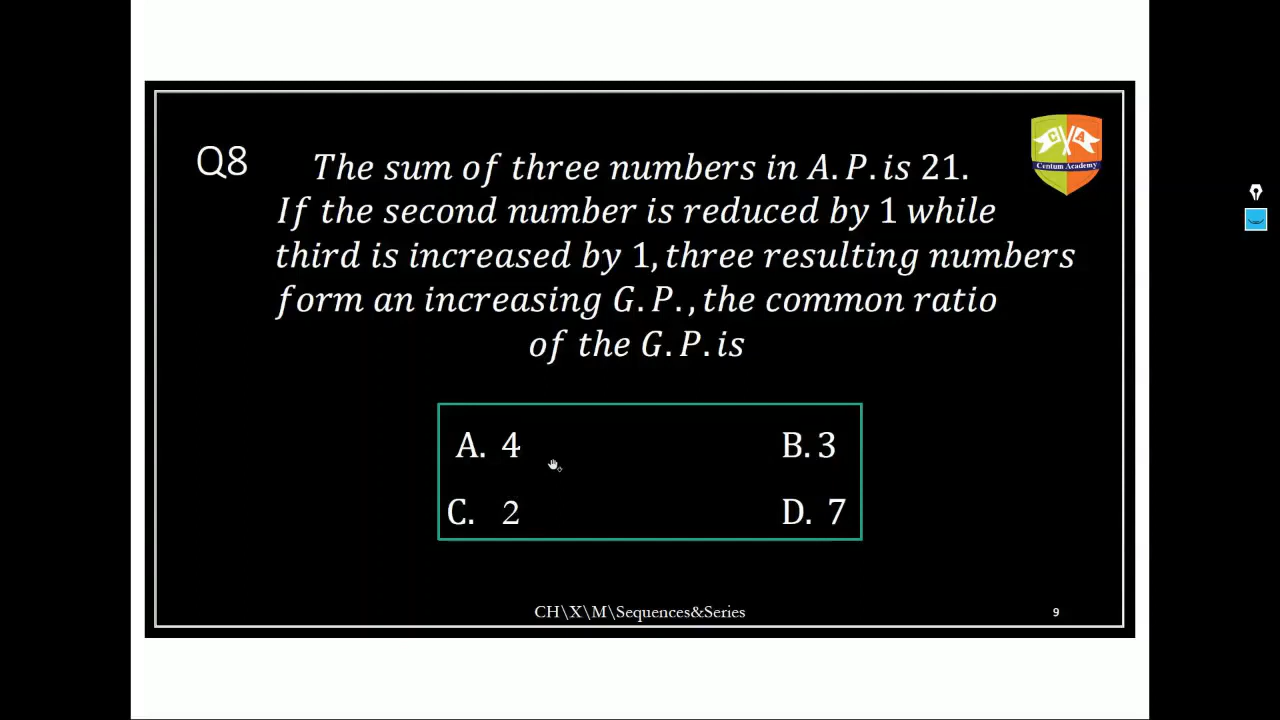 Q8 The sum of three numbers in A.P. is 21.
If the second number is reduced by 1 while
third is increased by 1, three resulting numbers
form an increasing G.P., the common ratio
of the G.P. is
A. 4 B. 3
C. 2 D. 7
C A
Centum Academy
CH\X\M\Sequences&Series 9